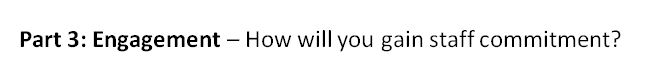 Part 3: Engagement – How will you gain staff commitment?